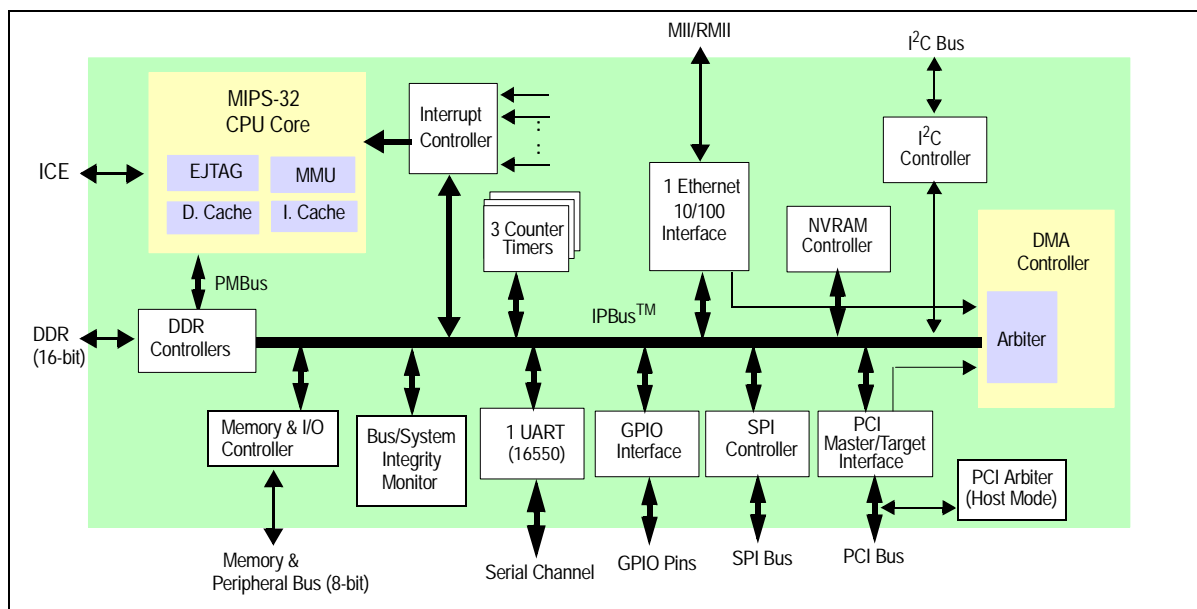 MII/RMII
I²C Bus
MIPS-32
CPU Core
EJTAG
MMU
D. Cache
I. Cache
ICE
Interrupt
Controller
:
:
I²C
Controller
1 Ethernet
10/100
Interface
3 Counter
Timers
NVRAM
Controller
DMA
Controller
Arbiter
PMBus
IPBus™
DDR
(16-bit)
DDR
Controllers
Memory & I/O
Controller
Bus/System
Integrity
Monitor
1 UART
(16550)
GPIO
Interface
SPI
Controller
PCI
Master/Target
Interface
PCI Arbiter
(Host Mode)
Memory &
Peripheral Bus (8-bit)
Serial Channel
GPIO Pins
SPI Bus
PCI Bus